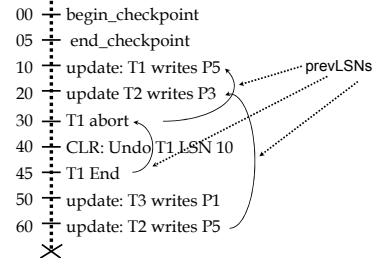 00 begin_checkpoint
05 end_checkpoint
10 update: T1 writes P5
prevLSNs
20 update T2 writes P3
30 T1 abort
40 CLR: Undo T1 LSN 10
45 T1 End
50 update: T3 writes P1
60 update: T2 writes P5